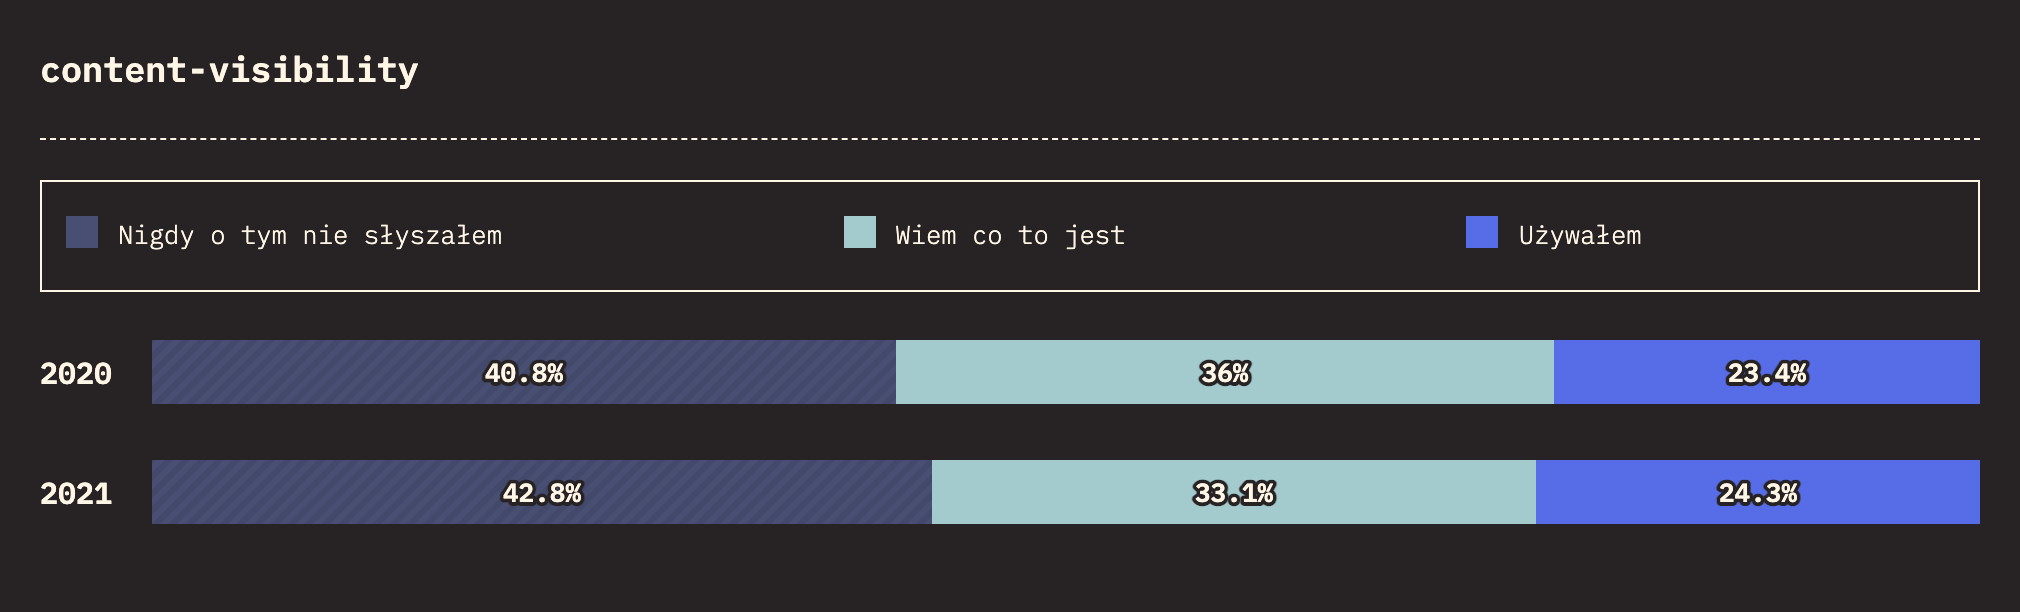 content-visibility
Nigdy o tym nie słyszałem Wiem co to jest Używałem
2020 40.8% 36% 23.4%
2021 42.8% 33.1% 24.3%